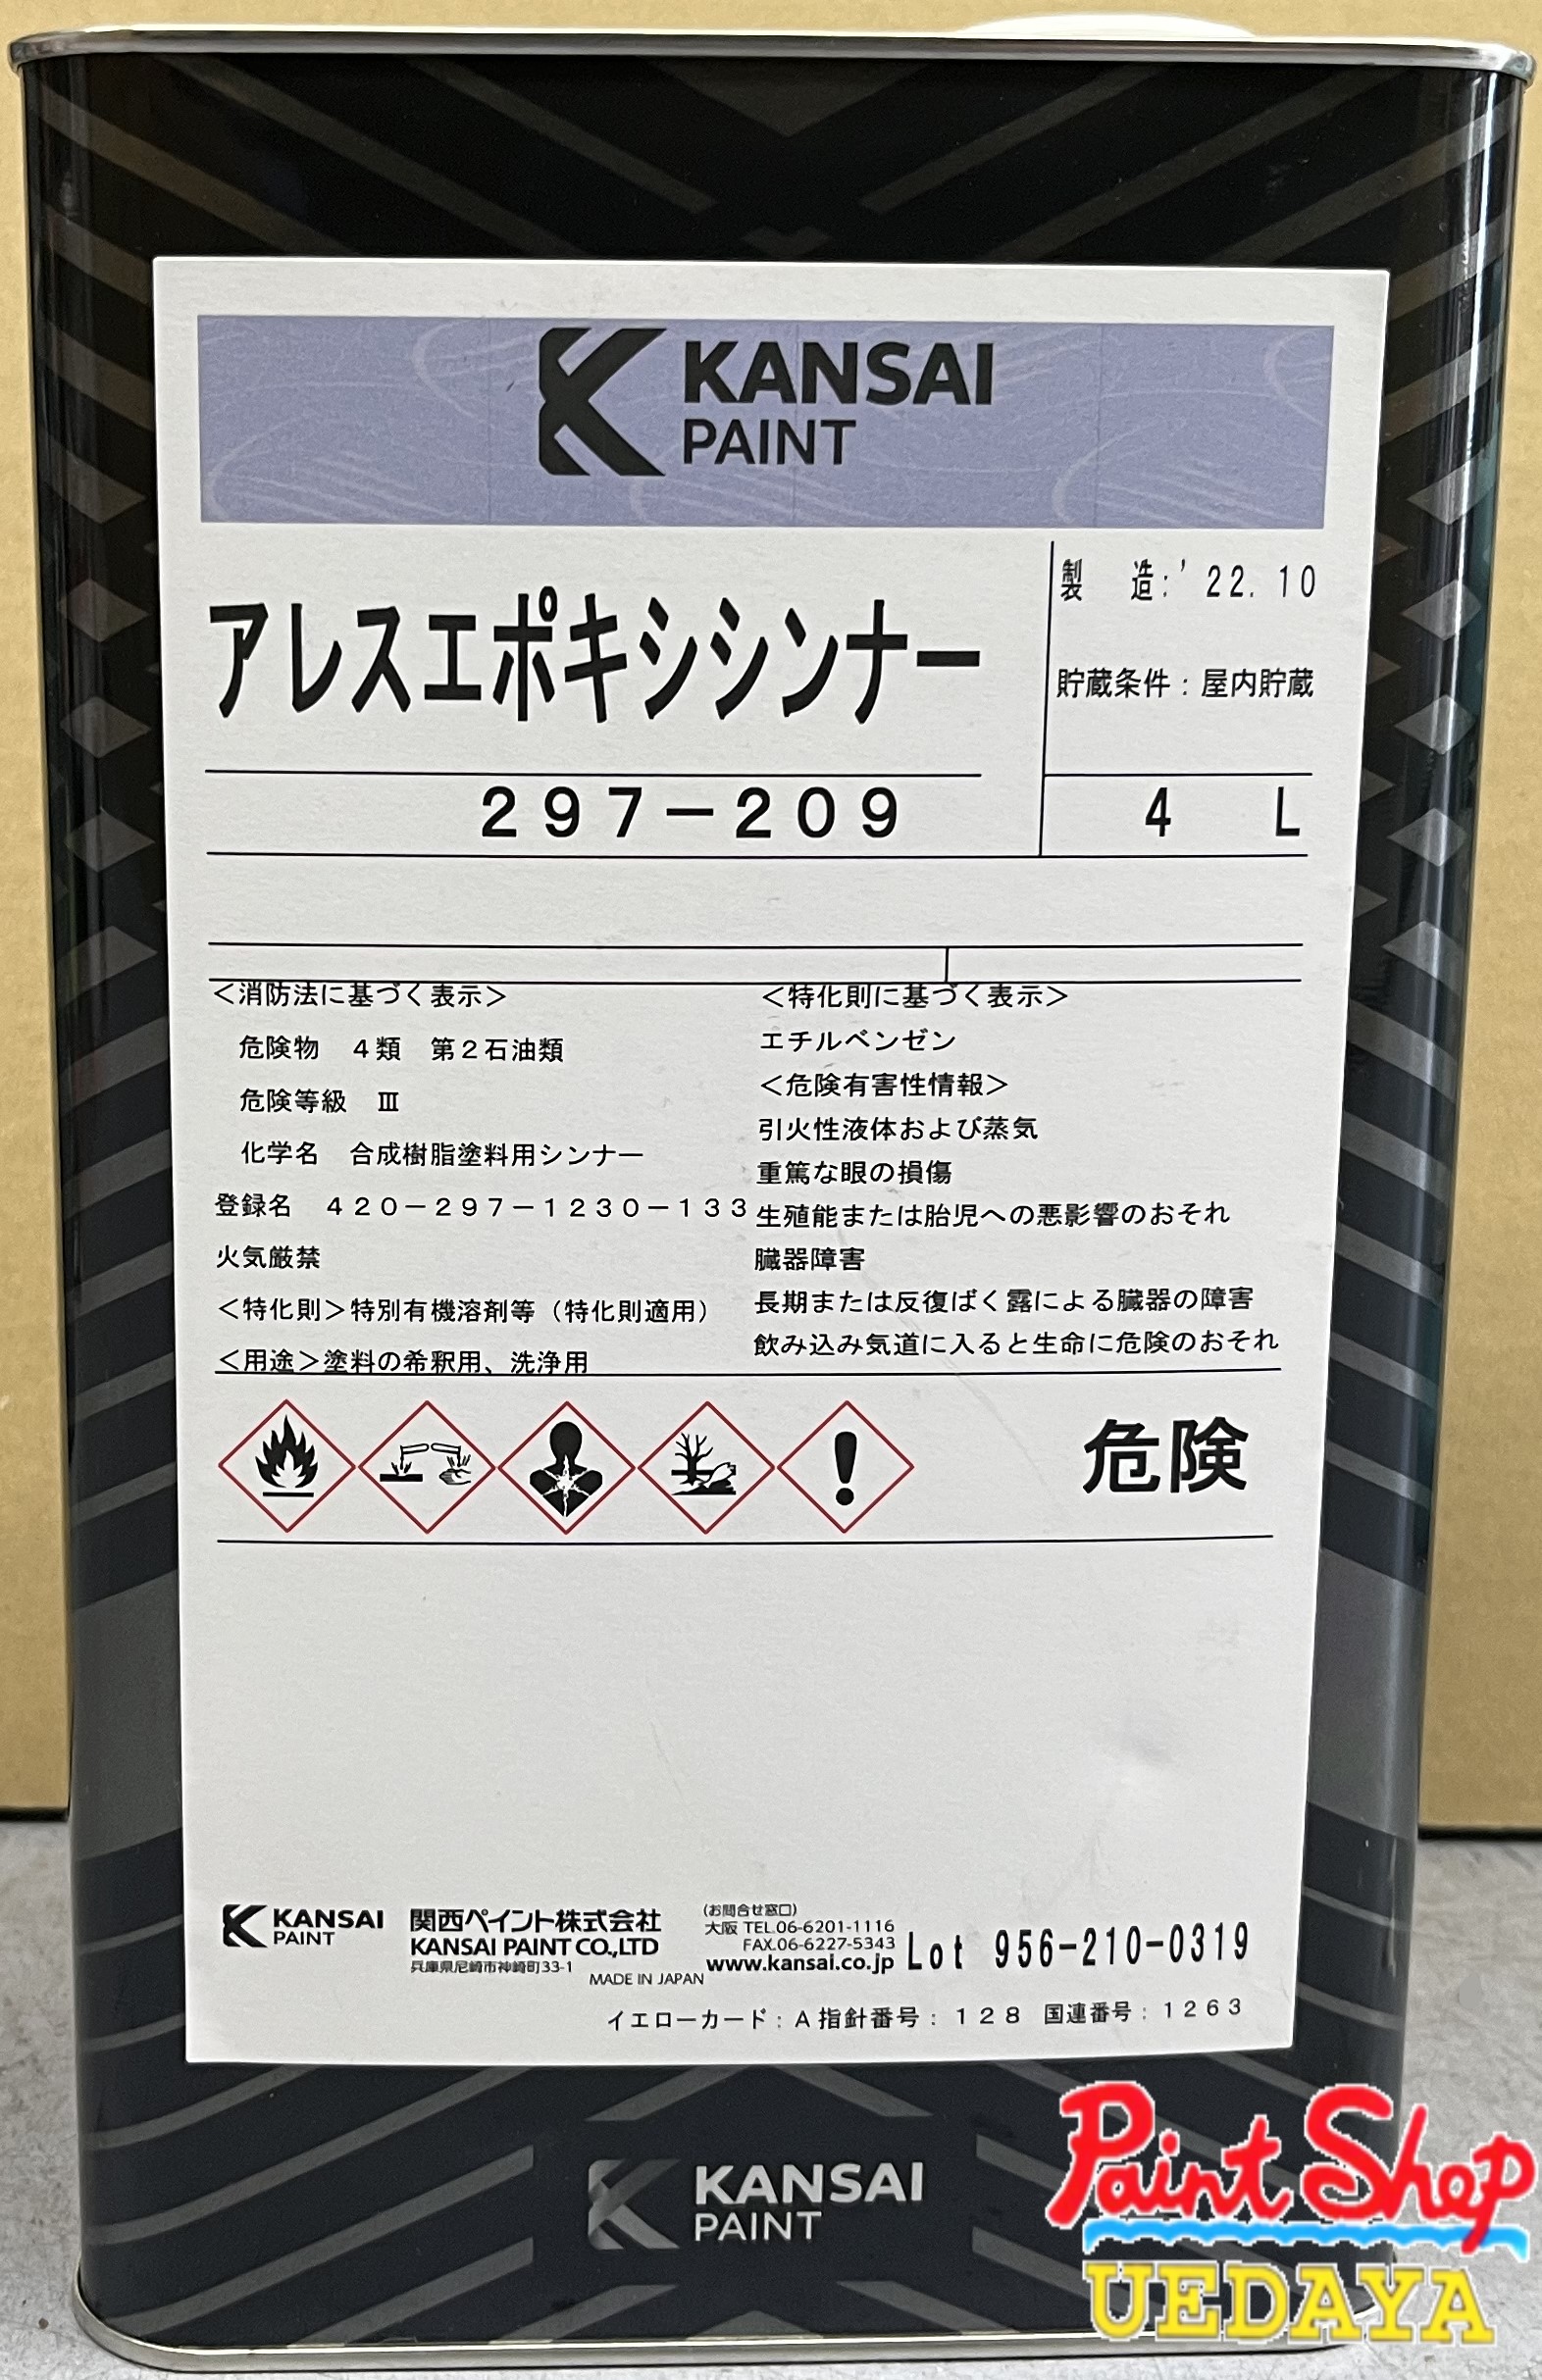 KANSAI
PAINT
アレスエポキシシンナー
製　造:'22.10
貯蔵条件：屋内貯蔵
２９７－２０９
4 L
＜消防法に基づく表示＞
危険物　４類　第２石油類
危険等級　Ⅲ
化学名　合成樹脂塗料用シンナー
登録名　４２０－２９７－１２３０－１３３
火気厳禁
＜特化則＞特別有機溶剤等（特化則適用）
＜用途＞塗料の希釈用、洗浄用
＜特化則に基づく表示＞
エチルベンゼン
＜危険有害性情報＞
引火性液体および蒸気
重篤な眼の損傷
生殖能または胎児への悪影響のおそれ
臓器障害
長期または反復ばく露による臓器の障害
飲み込み気道に入ると生命に危険のおそれ
危険
KANSAI
PAINT
関西ペイント株式会社
KANSAI PAINT CO.,LTD
兵庫県尼崎市神崎町33-1
MADE IN JAPAN
（お問合せ窓口）
大阪 TEL.06-6201-1116
FAX.06-6227-5343
www.kansai.co.jp
Lot 956-210-0319
イエローカード：Ａ指針番号：１２８　国連番号：１２６３
KANSAI
PAINT
Paint Shop
UEDAYA